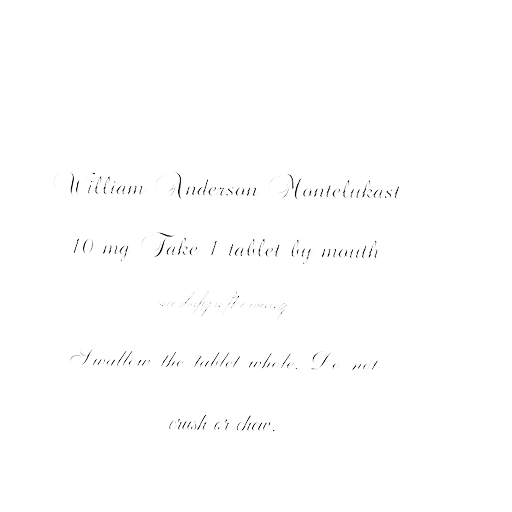 William Anderson Montelukast
10 mg Take 1 tablet by mouth
Swallow the tablet whole. Do not
crush or chew.